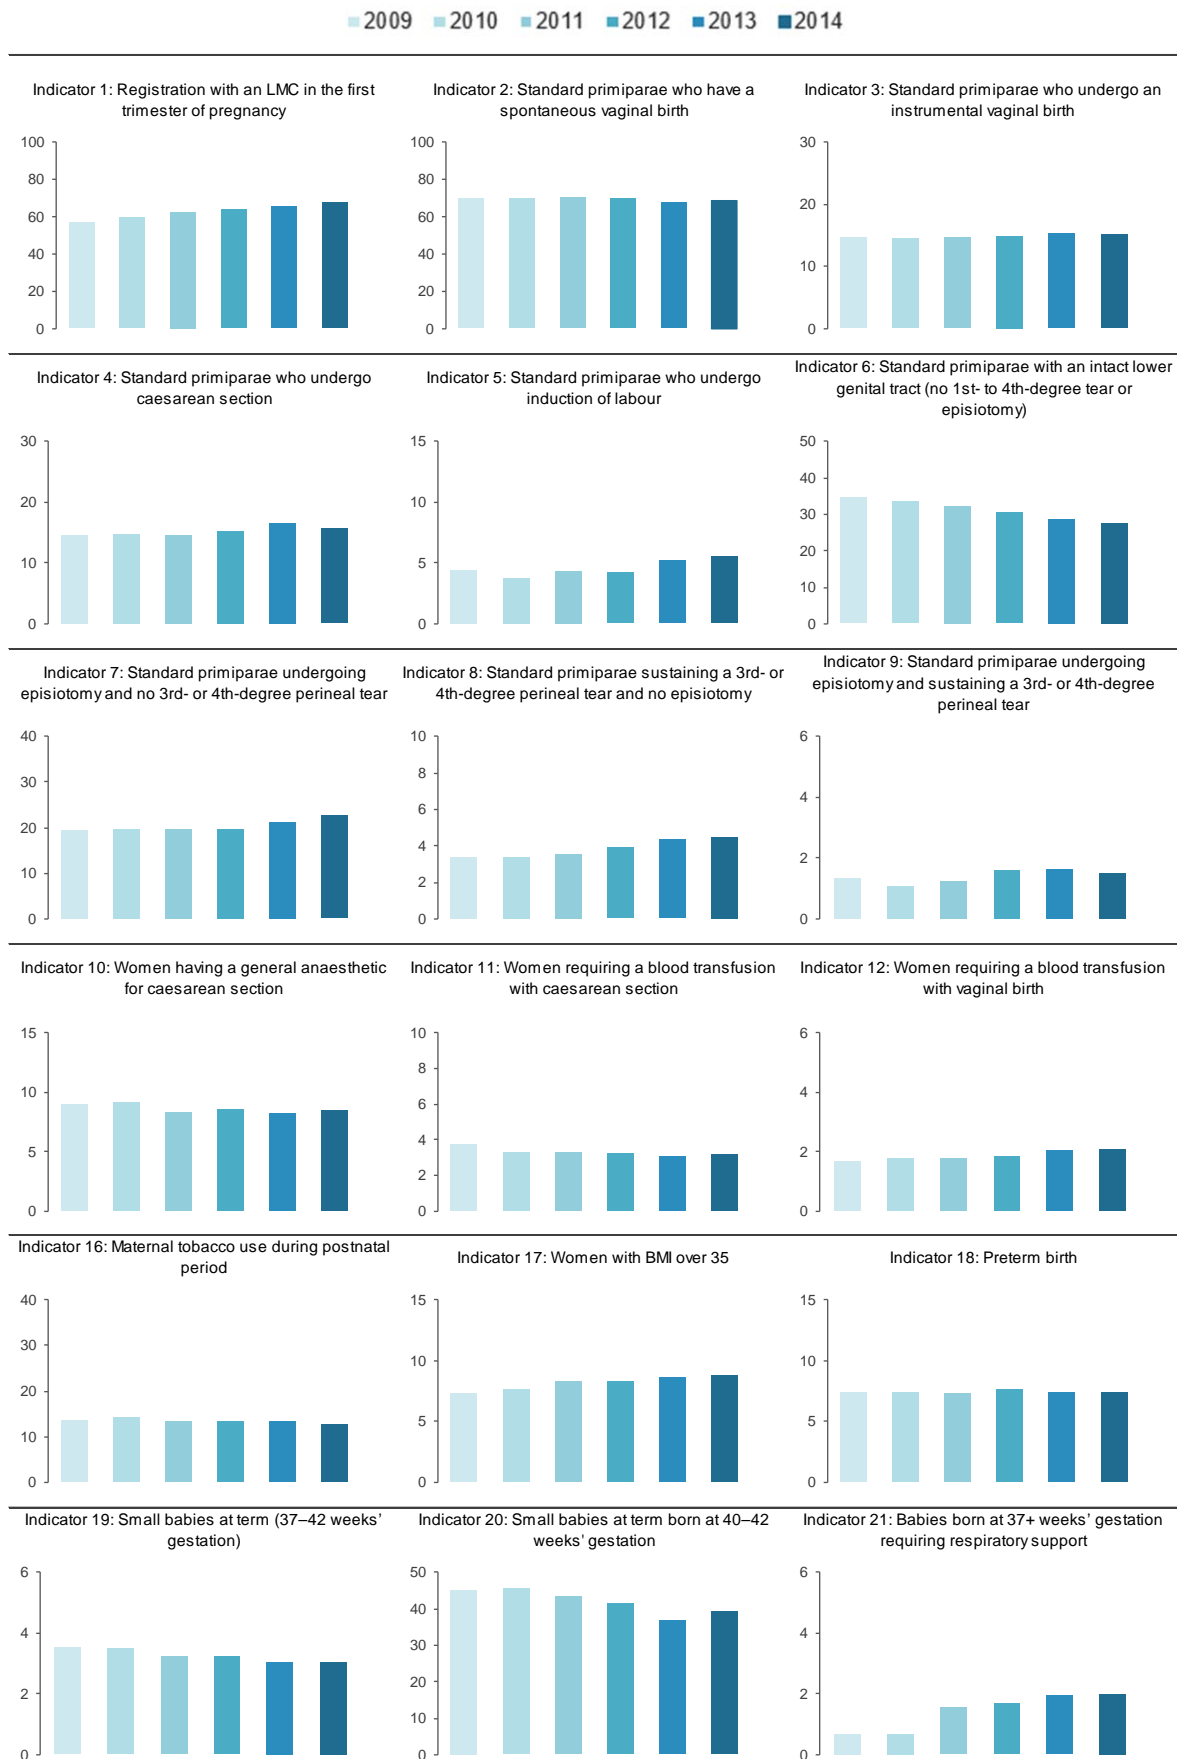 2009 2010 2011 2012 2013 2014
Indicator 1: Registration with an LMC in the first
trimester of pregnancy
100
80
60
40
20
0
Indicator 2: Standard primiparae who have a
spontaneous vaginal birth
100
80
60
40
20
0
Indicator 3: Standard primiparae who undergo an
instrumental vaginal birth
30
20
10
0
Indicator 4: Standard primiparae who undergo
caesarean section
30
20
10
0
Indicator 5: Standard primiparae who undergo
induction of labour
15
10
5
0
Indicator 6: Standard primiparae with an intact lower
genital tract (no 1st- to 4th-degree tear or
episiotomy)
50
40
30
20
10
0
Indicator 7: Standard primiparae undergoing
episiotomy and no 3rd- or 4th-degree perineal tear
40
30
20
10
0
Indicator 8: Standard primiparae sustaining a 3rd- or
4th-degree perineal tear and no episiotomy
10
8
6
4
2
0
Indicator 9: Standard primiparae undergoing
episiotomy and sustaining a 3rd- or 4th-degree
perineal tear
6
4
2
0
Indicator 10: Women having a general anaesthetic
for caesarean section
15
10
5
0
Indicator 11: Women requiring a blood transfusion
with caesarean section
10
8
6
4
2
0
Indicator 12: Women requiring a blood transfusion
with vaginal birth
6
4
2
0
Indicator 16: Maternal tobacco use during postnatal
period
40
30
20
10
0
Indicator 17: Women with BMI over 35
15
10
5
0
Indicator 18: Preterm birth
15
10
5
0
Indicator 19: Small babies at term (37–42 weeks'
gestation)
6
4
2
0
Indicator 20: Small babies at term born at 40–42
weeks' gestation
50
40
30
20
10
0
Indicator 21: Babies born at 37+ weeks' gestation
requiring respiratory support
6
4
2
0